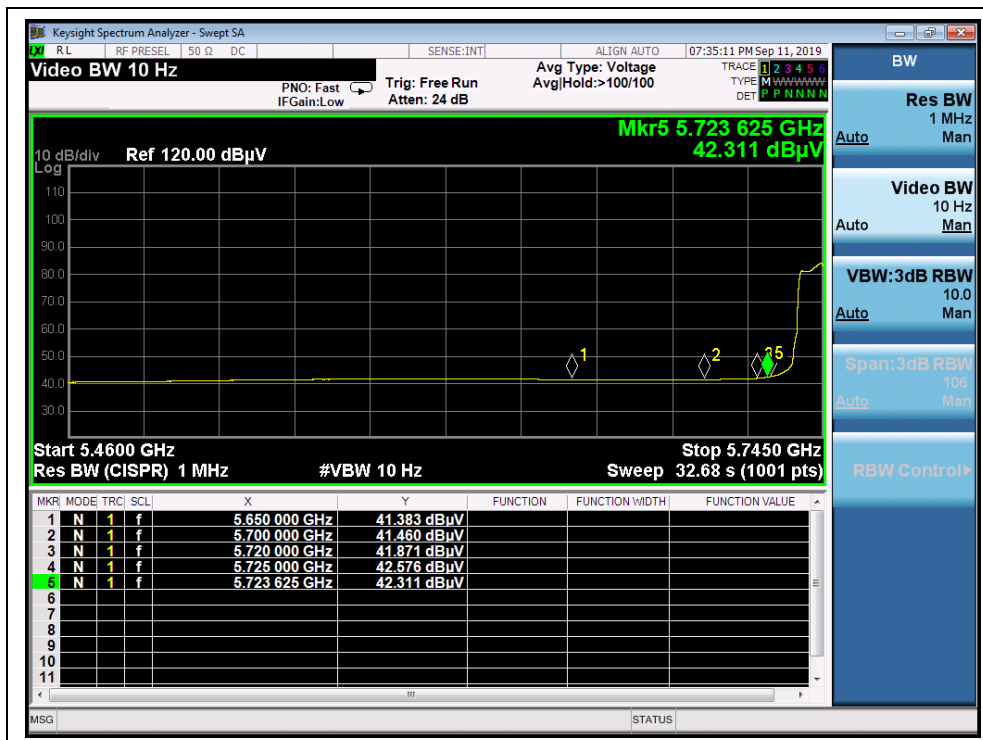 Keysight Spectrum Analyzer - Swept SA
LXI RL RF PRESEL 50 Ω DC SENSE:INT ALIGN AUTO 07:35:11 PM Sep 11, 2019
Video BW 10 Hz
PNO: Fast
IFGain:Low
Trig: Free Run
Atten: 24 dB
Avg Type: Voltage
Avg|Hold:>100/100
TRACE 1 2 3 4 5 6
TYPE M WWWWW
DET P P N N N N
Mkr5 5.723 625 GHz
42.311 dBµV
10 dB/div Ref 120.00 dBµV
Log
110
100
90.0
80.0
70.0
60.0
50.0
40.0
30.0
1
2
5
Start 5.4600 GHz Stop 5.7450 GHz
Res BW (CISPR) 1 MHz #VBW 10 Hz Sweep 32.68 s (1001 pts)
MKR MODE TRC SCL X Y FUNCTION FUNCTION WIDTH FUNCTION VALUE
1 N 1 f 5.650 000 GHz 41.383 dBµV
2 N 1 f 5.700 000 GHz 41.460 dBµV
3 N 1 f 5.720 000 GHz 41.871 dBµV
4 N 1 f 5.725 000 GHz 42.576 dBµV
5 N 1 f 5.723 625 GHz 42.311 dBµV
6
7
8
9
10
11
MSG STATUS
BW
Res BW
1 MHz
Auto Man
Video BW
10 Hz
Auto Man
VBW:3dB RBW
10.0
Auto Man
Span:3dB RBW
106
Auto Man
RBW Control